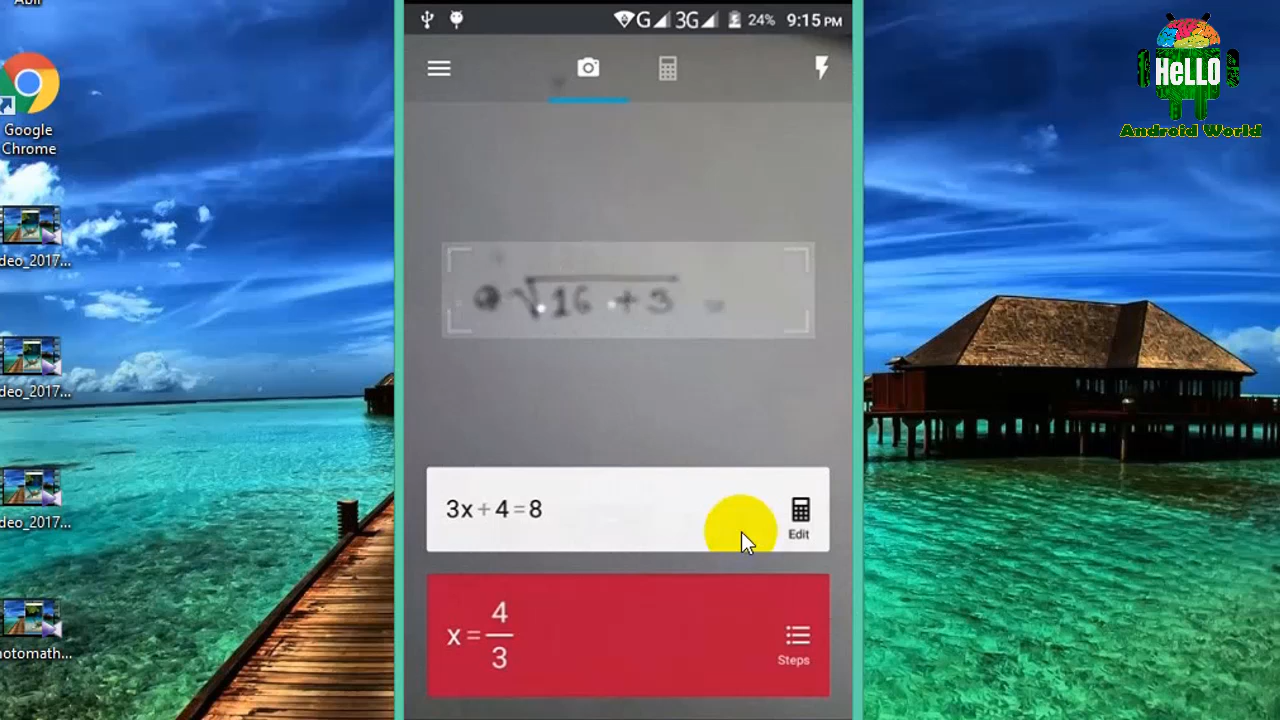 Abir
Google
Chrome
deo_2017...
deo_2017...
deo_2017...
otomath...
G 3G 24% 9:15 PM
√16 + 3 =
3x + 4 = 8
Edit
x = 4/3
Steps
HeLLO
Android World